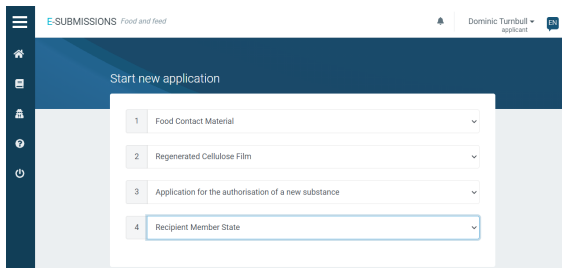 E-SUBMISSIONS Food and feed
Dominic Turnbull
applicant
EN
Start new application
1 Food Contact Material
2 Regenerated Cellulose Film
3 Application for the authorisation of a new substance
4 Recipient Member State